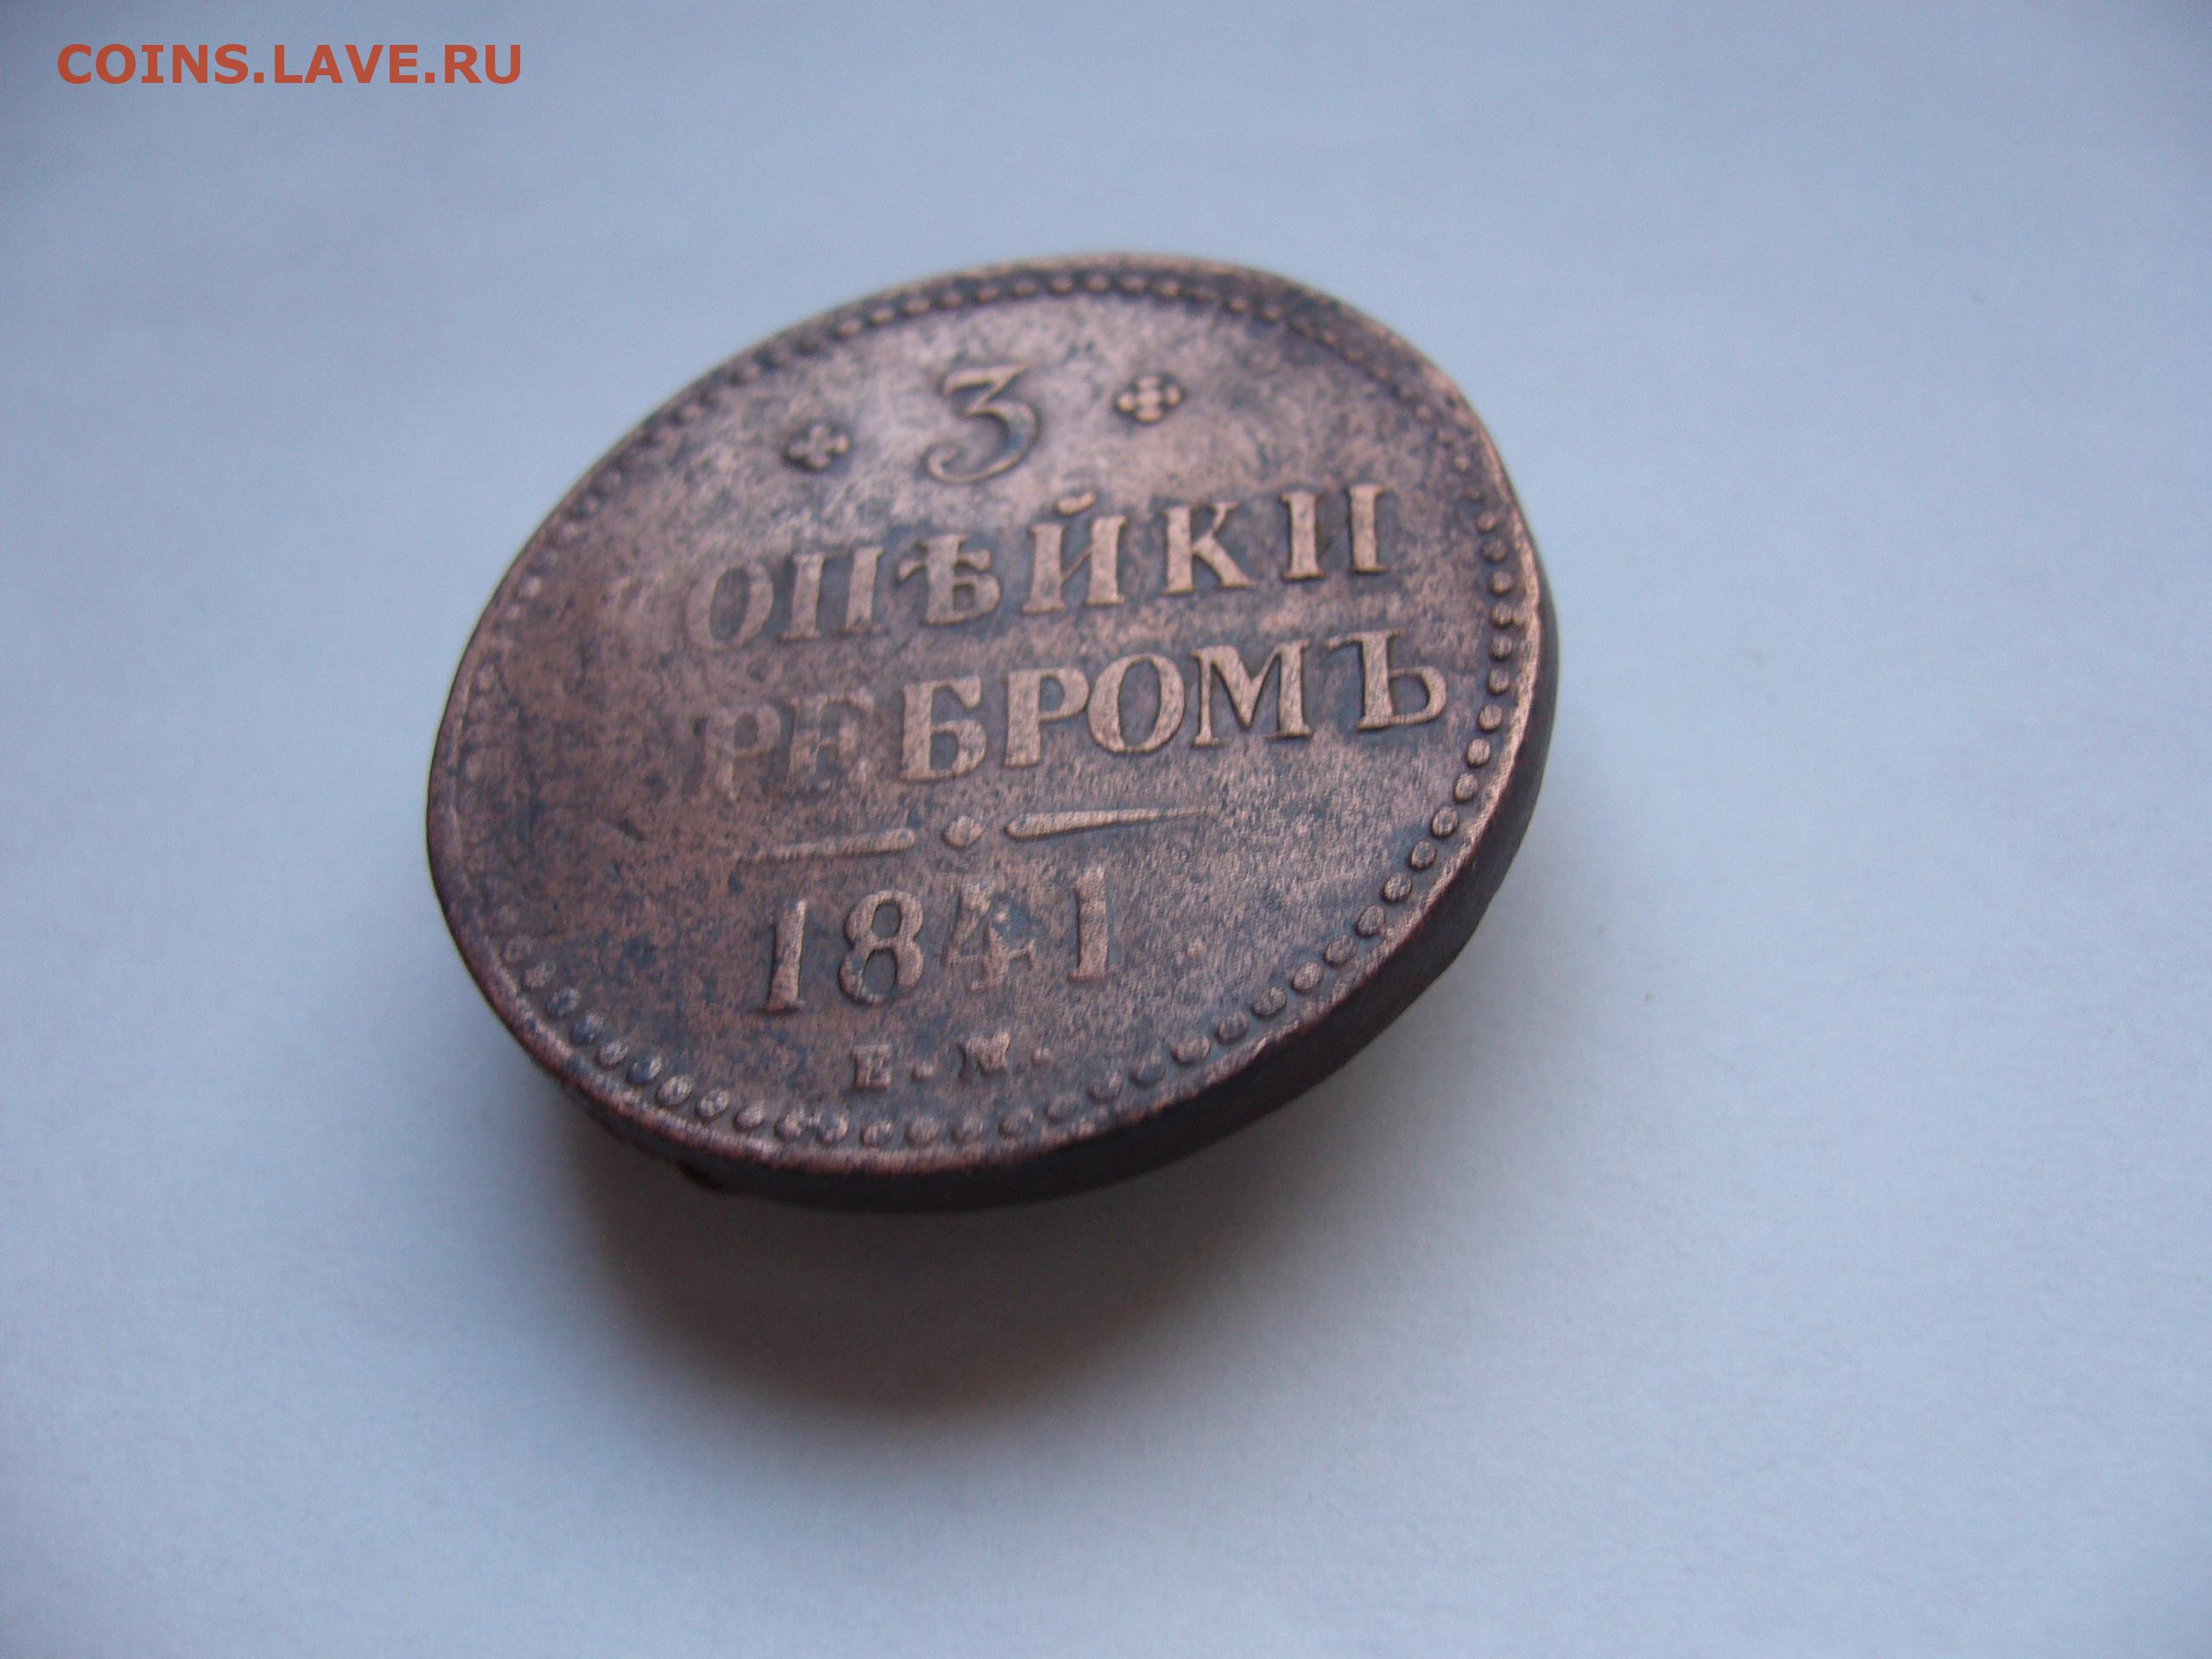 COINS.LAVE.RU
3
ОПѢЙКИ
РЕБРОМЪ
1841
Е.М.